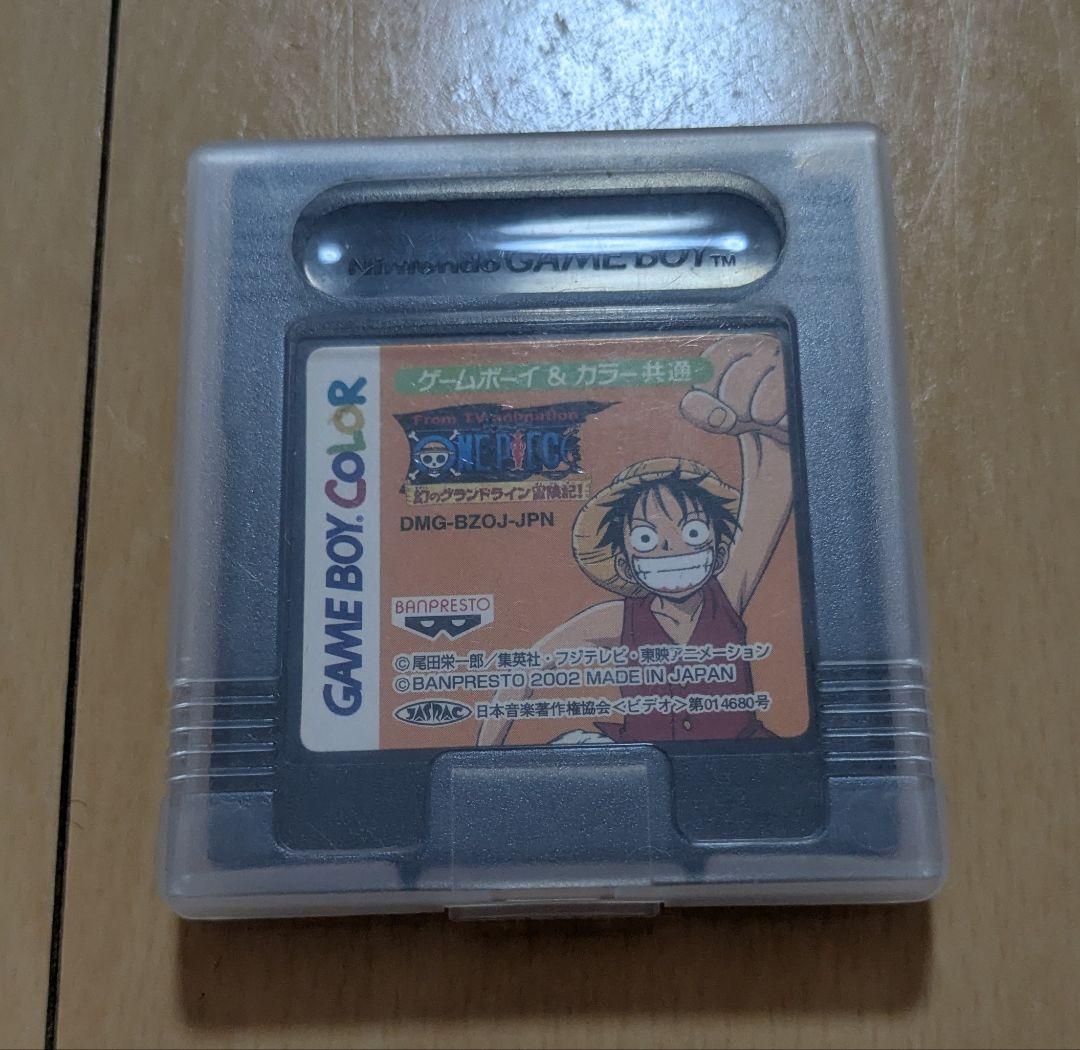 Nintendo GAME BOY™
GAME BOY COLOR
ゲームボーイ & カラー共通
From TV animation
ONE PIECE
幻のグランドライン冒険記!
DMG-BZOJ-JPN
BANPRESTO
©尾田栄一郎/集英社・フジテレビ・東映アニメーション
©BANPRESTO 2002 MADE IN JAPAN
JASRAC 日本音楽著作権協会<ビデオ>第014680号